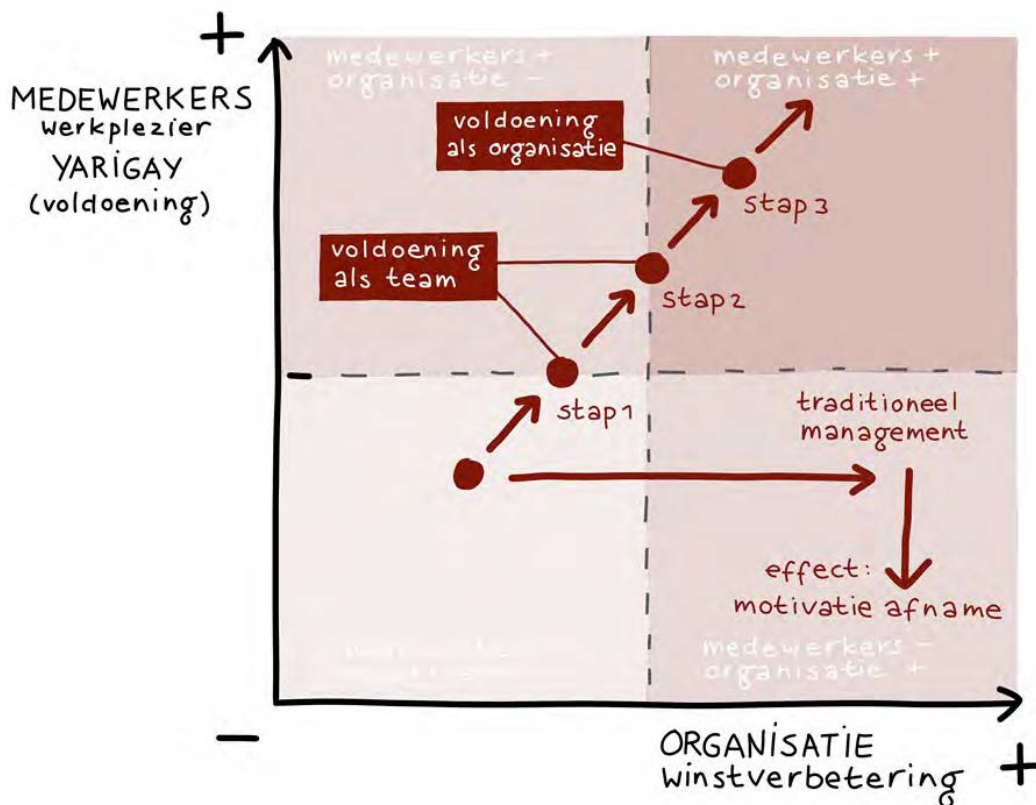 +
MEDEWERKERS
werkplezier
YARIGAY
(voldoening)
medewerkers +
organisatie -
medewerkers +
organisatie +
voldoening
als organisatie
stap 3
voldoening
als team
stap 2
-
stap 1
traditioneel
management
effect:
motivatie afname
medewerkers -
organisatie +
-
ORGANISATIE
winstverbetering
+